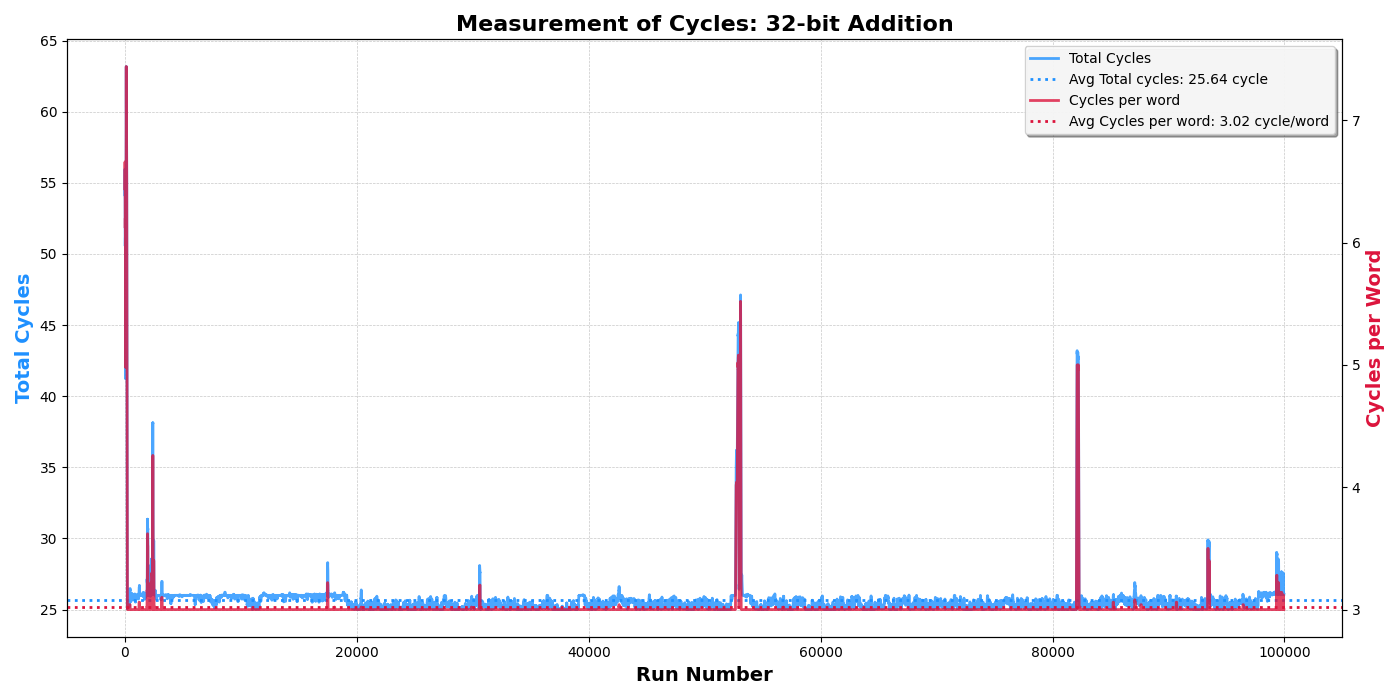 Measurement of Cycles: 32-bit Addition
Total Cycles
Avg Total cycles: 25.64 cycle
Cycles per word
Avg Cycles per word: 3.02 cycle/word
65
60
55
50
45
40
35
30
25
Total Cycles
7
6
5
4
3
Cycles per Word
0 20000 40000 60000 80000 100000
Run Number